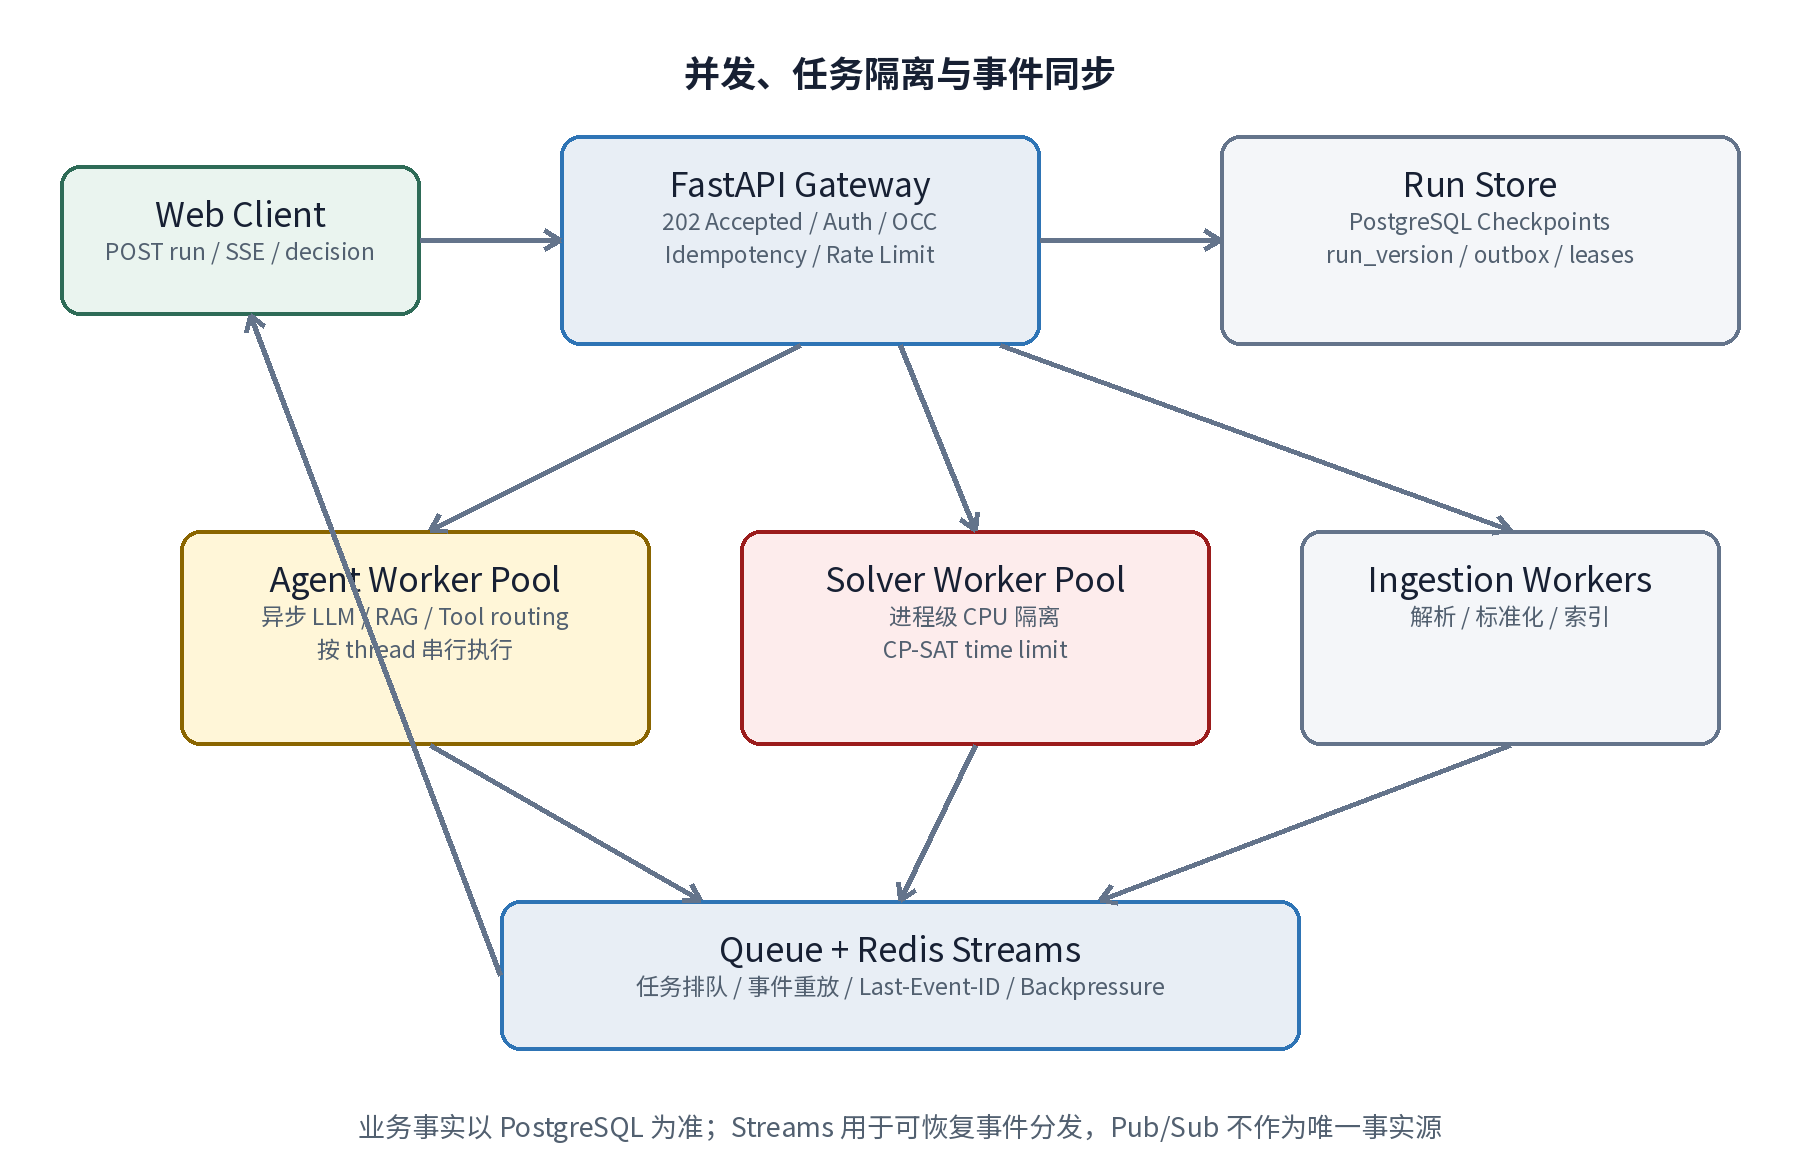 并发、任务隔离与事件同步
Web Client
POST run / SSE / decision
FastAPI Gateway
202 Accepted / Auth / OCC
Idempotency / Rate Limit
Run Store
PostgreSQL Checkpoints
run_version / outbox / leases
Agent Worker Pool
异步 LLM / RAG / Tool routing
按 thread 串行执行
Solver Worker Pool
进程级 CPU 隔离
CP-SAT time limit
Ingestion Workers
解析 / 标准化 / 索引
Queue + Redis Streams
任务排队 / 事件重放 / Last-Event-ID / Backpressure
业务事实以 PostgreSQL 为准；Streams 用于可恢复事件分发，Pub/Sub 不作为唯一事实源